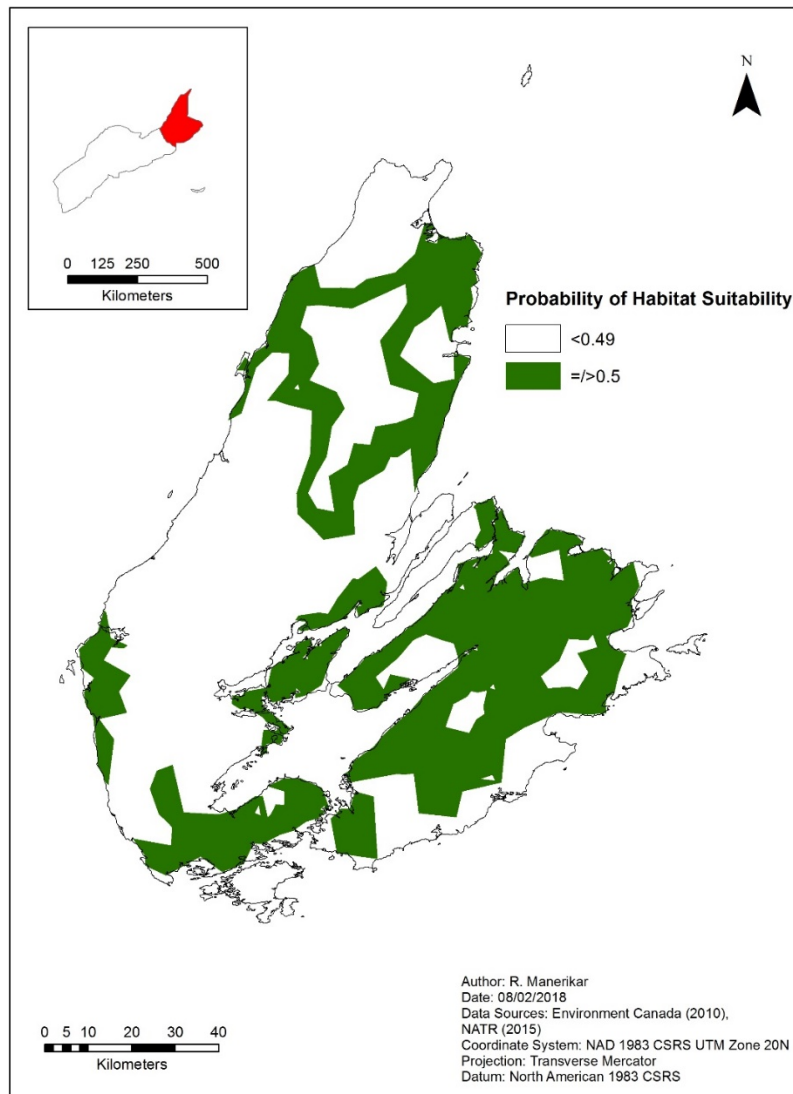 0 125 250 500
Kilometers
N
Probability of Habitat Suitability
<0.49
=/>0.5
0 5 10 20 30 40
Kilometers
Author: R. Manerikar
Date: 08/02/2018
Data Sources: Environment Canada (2010),
NATR (2015)
Coordinate System: NAD 1983 CSRS UTM Zone 20N
Projection: Transverse Mercator
Datum: North American 1983 CSRS